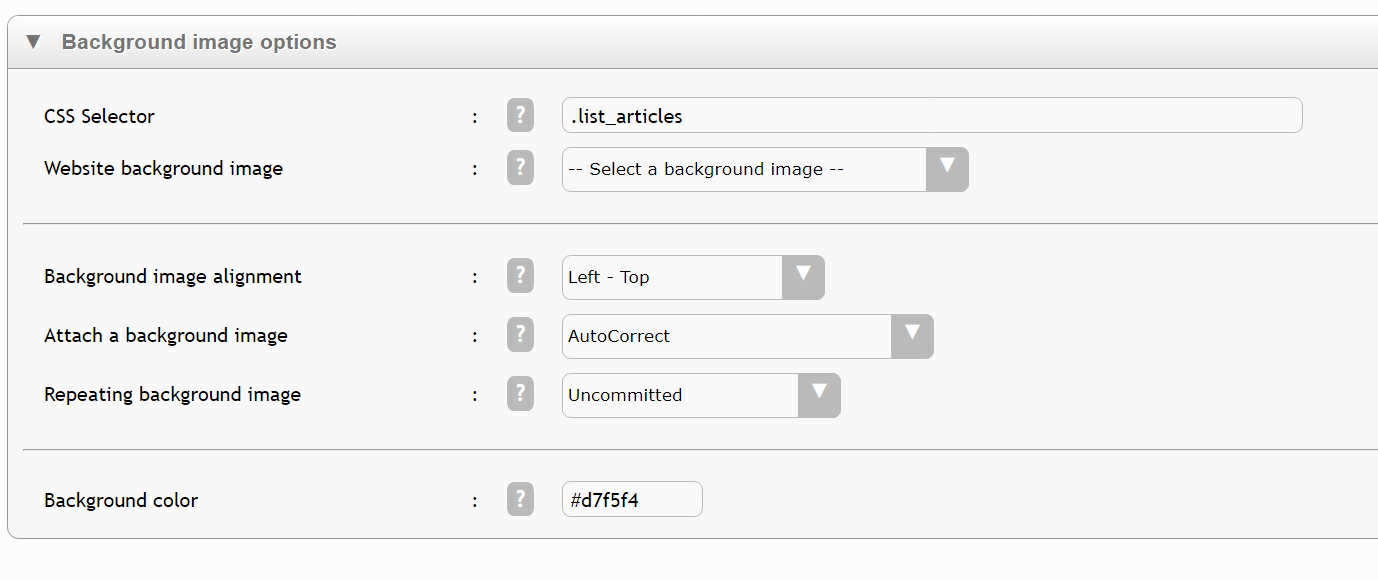 ▼ Background image options
CSS Selector : ? .list_articles
Website background image : ? -- Select a background image -- ▼
Background image alignment : ? Left - Top ▼
Attach a background image : ? AutoCorrect ▼
Repeating background image : ? Uncommitted ▼
Background color : ? #d7f5f4